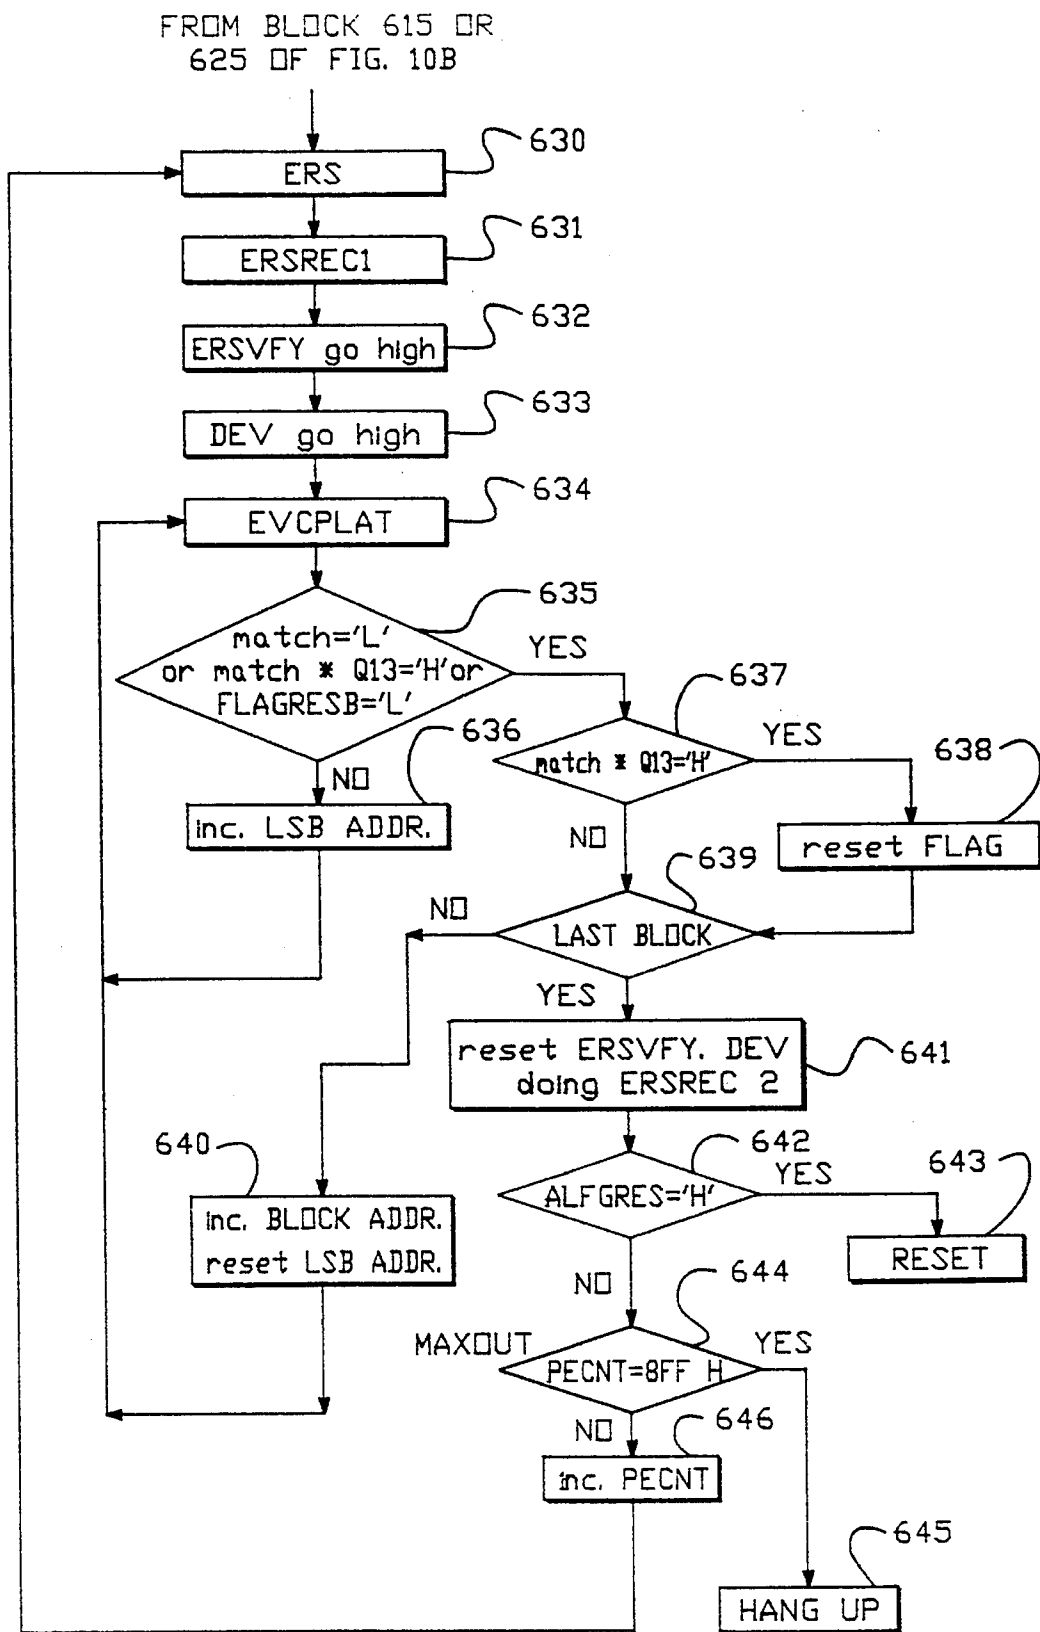 FROM BLOCK 615 OR
625 OF FIG. 10B
630
ERS
631
ERSREC1
632
ERSVFY go high
633
DEV go high
634
EVCPLAT
635
match='L'
or match * Q13='H'or
FLAGRESB='L'
YES
637
636
NO
match * Q13='H'
YES
638
inc. LSB ADDR.
NO
reset FLAG
639
NO
LAST BLOCK
YES
reset ERSVFY. DEV
doing ERSREC 2
641
640
642
YES
643
inc. BLOCK ADDR.
reset LSB ADDR.
ALFGRES='H'
RESET
NO
644
MAXOUT
YES
PECNT=8FF H
NO
646
inc. PECNT
645
HANG UP